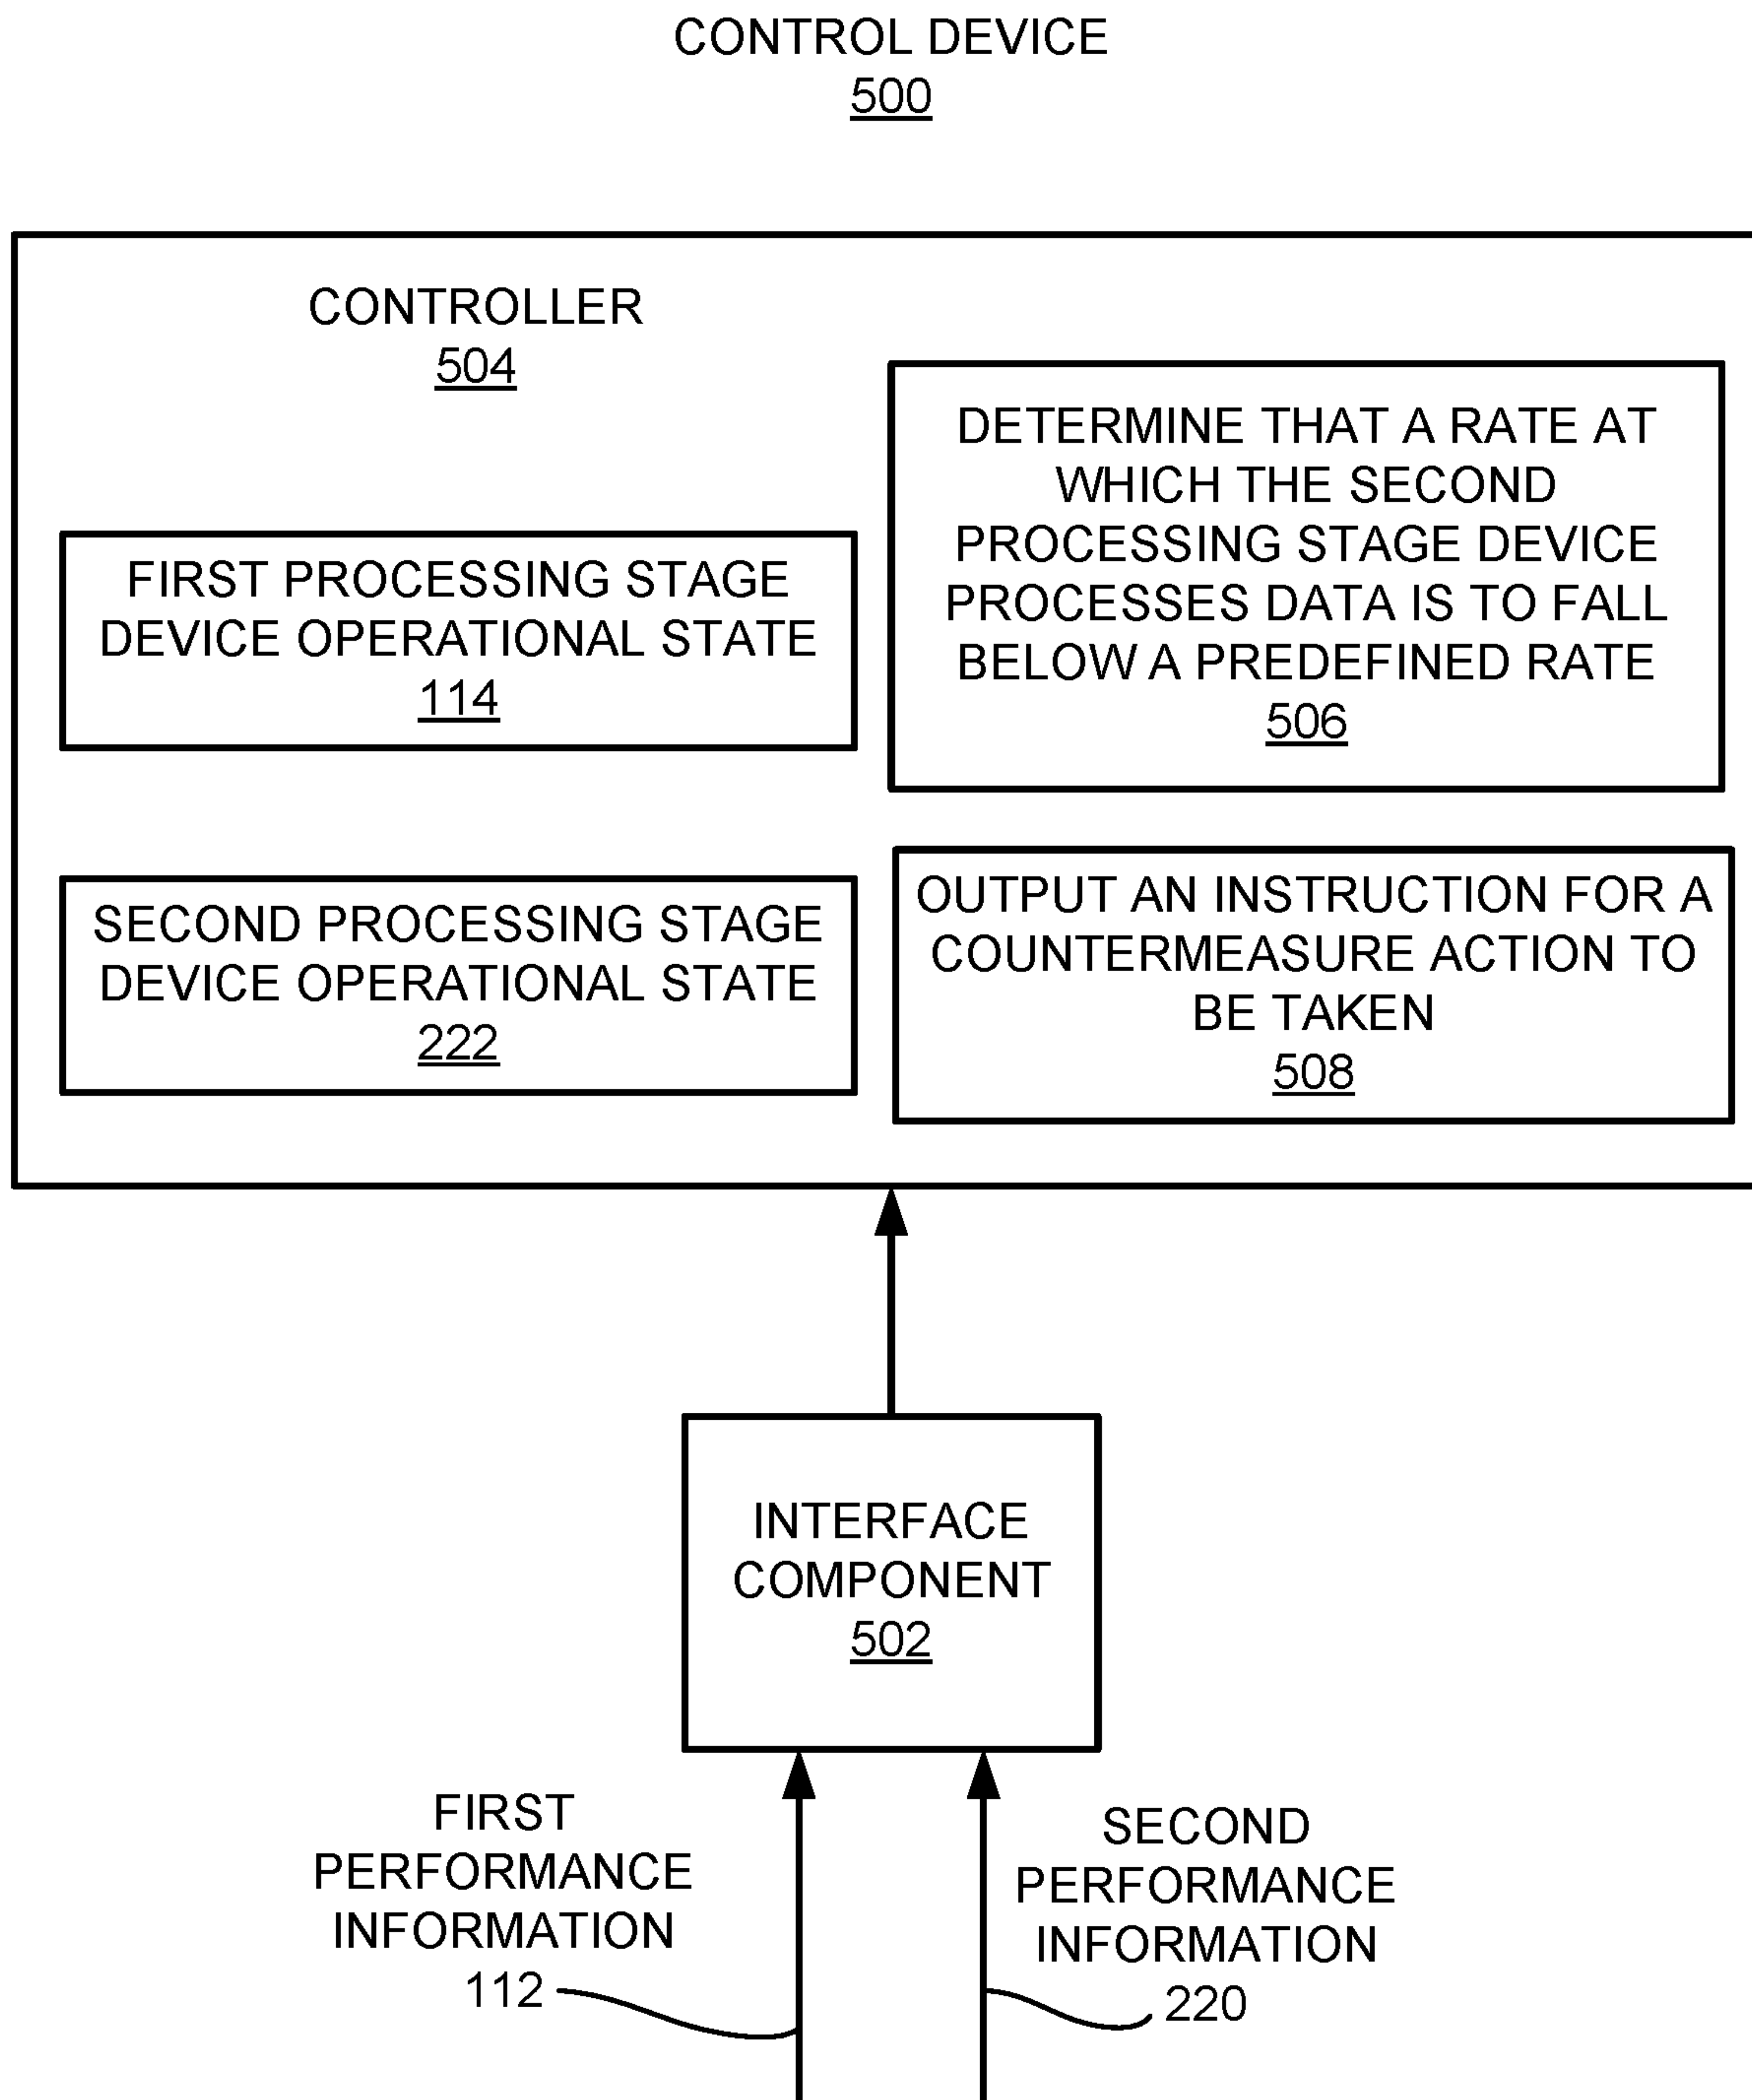 CONTROL DEVICE
500
CONTROLLER
504
FIRST PROCESSING STAGE
DEVICE OPERATIONAL STATE
114
SECOND PROCESSING STAGE
DEVICE OPERATIONAL STATE
222
DETERMINE THAT A RATE AT
WHICH THE SECOND
PROCESSING STAGE DEVICE
PROCESSES DATA IS TO FALL
BELOW A PREDEFINED RATE
506
OUTPUT AN INSTRUCTION FOR A
COUNTERMEASURE ACTION TO
BE TAKEN
508
INTERFACE
COMPONENT
502
FIRST
PERFORMANCE
INFORMATION
112
SECOND
PERFORMANCE
INFORMATION
220